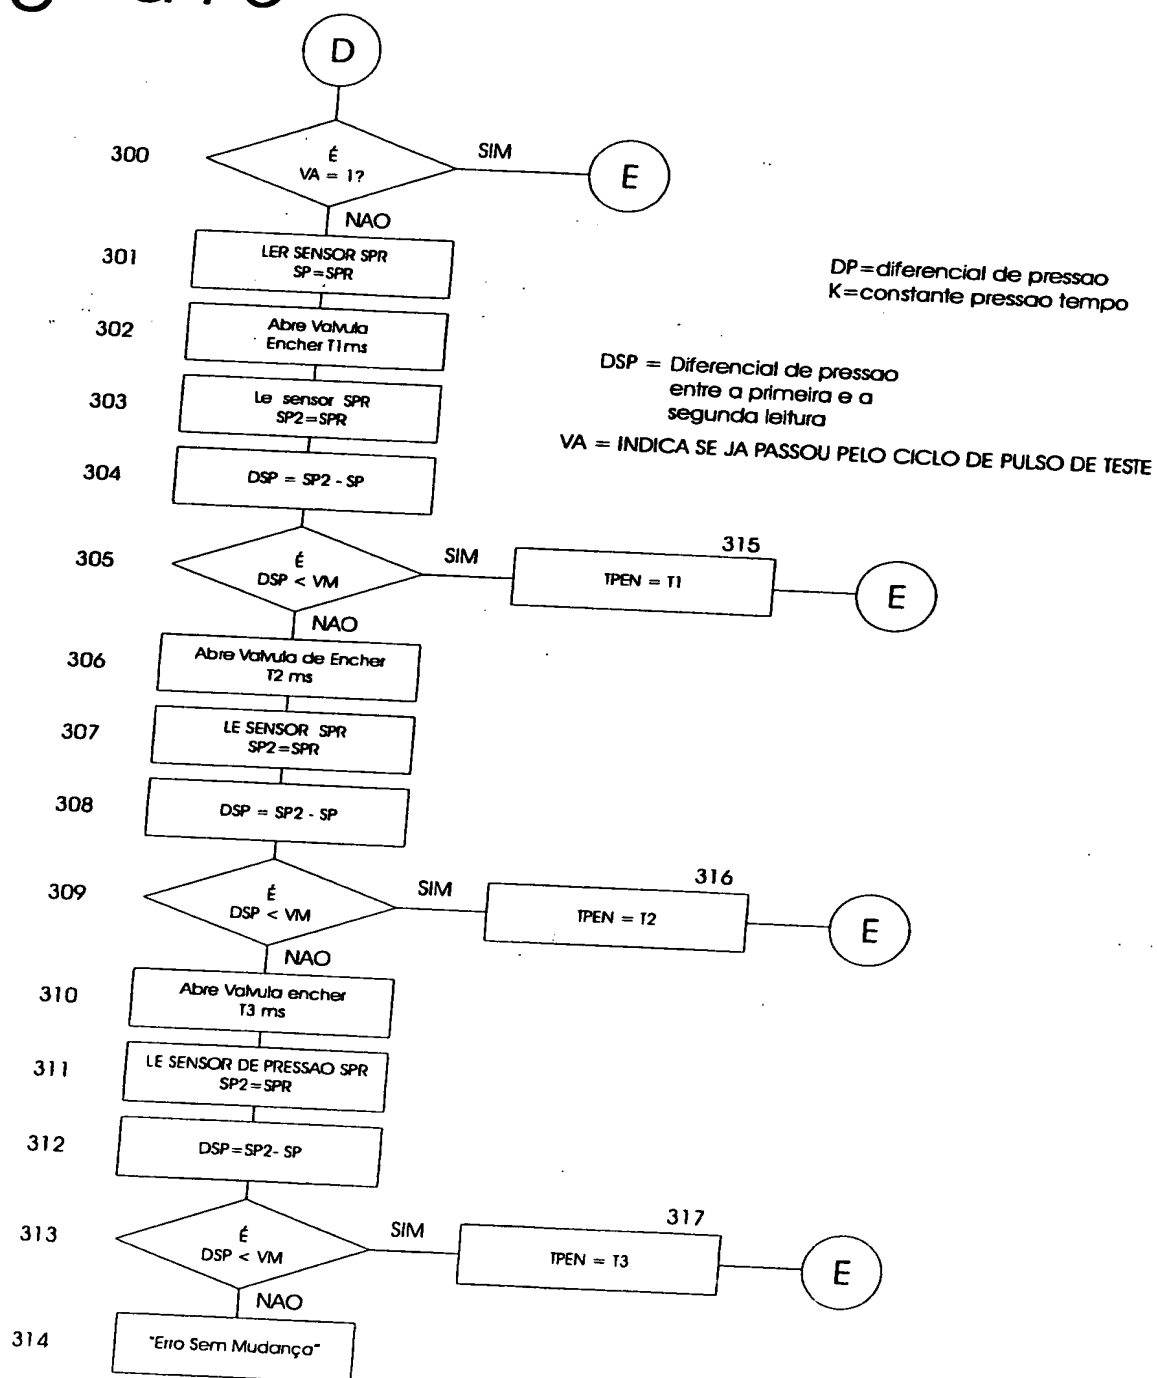 D
300
É
VA = 1?
SIM
E
NAO
301
LER SENSOR SPR
SP=SPR
DP=diferencial de pressao
K=constante pressao tempo
302
Abre Valvula
Encher T1ms
DSP = Diferencial de pressao
entre a primeira e a
segunda leitura
303
Le sensor SPR
SP2=SPR
VA = INDICA SE JA PASSOU PELO CICLO DE PULSO DE TESTE
304
DSP = SP2 - SP
305
É
DSP < VM
SIM
315
TPEN = T1
E
NAO
306
Abre Valvula de Encher
T2 ms
307
LE SENSOR SPR
SP2=SPR
308
DSP = SP2 - SP
309
É
DSP < VM
SIM
316
TPEN = T2
E
NAO
310
Abre Valvula encher
T3 ms
311
LE SENSOR DE PRESSAO SPR
SP2=SPR
312
DSP=SP2- SP
313
É
DSP < VM
SIM
317
TPEN = T3
E
NAO
314
"Erro Sem Mudança"